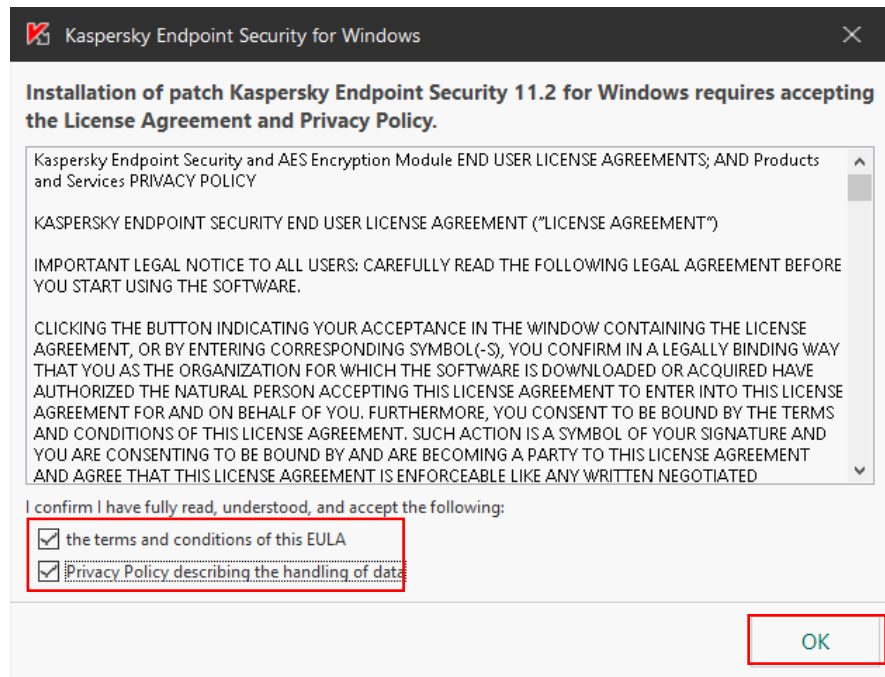 Kaspersky Endpoint Security for Windows
Installation of patch Kaspersky Endpoint Security 11.2 for Windows requires accepting
the License Agreement and Privacy Policy.
Kaspersky Endpoint Security and AES Encryption Module END USER LICENSE AGREEMENTS; AND Products
and Services PRIVACY POLICY
KASPERSKY ENDPOINT SECURITY END USER LICENSE AGREEMENT ("LICENSE AGREEMENT")
IMPORTANT LEGAL NOTICE TO ALL USERS: CAREFULLY READ THE FOLLOWING LEGAL AGREEMENT BEFORE
YOU START USING THE SOFTWARE.
CLICKING THE BUTTON INDICATING YOUR ACCEPTANCE IN THE WINDOW CONTAINING THE LICENSE
AGREEMENT, OR BY ENTERING CORRESPONDING SYMBOL(-S), YOU CONFIRM IN A LEGALLY BINDING WAY
THAT YOU AS THE ORGANIZATION FOR WHICH THE SOFTWARE IS DOWNLOADED OR ACQUIRED HAVE
AUTHORIZED THE NATURAL PERSON ACCEPTING THIS LICENSE AGREEMENT TO ENTER INTO THIS LICENSE
AGREEMENT FOR AND ON BEHALF OF YOU. FURTHERMORE, YOU CONSENT TO BE BOUND BY THE TERMS
AND CONDITIONS OF THIS LICENSE AGREEMENT. SUCH ACTION IS A SYMBOL OF YOUR SIGNATURE AND
YOU ARE CONSENTING TO BE BOUND BY AND ARE BECOMING A PARTY TO THIS LICENSE AGREEMENT
AND AGREE THAT THIS LICENSE AGREEMENT IS ENFORCEABLE LIKE ANY WRITTEN NEGOTIATED
I confirm I have fully read, understood, and accept the following:
the terms and conditions of this EULA
Privacy Policy describing the handling of data
OK